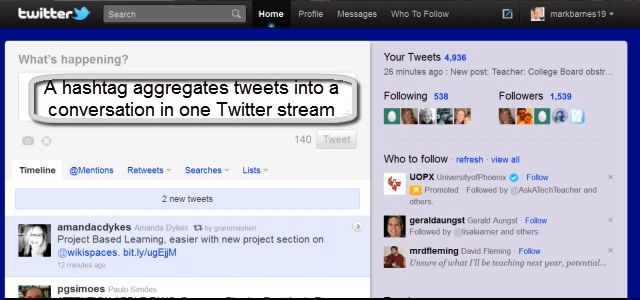 twitter Search Home Profile Messages Who To Follow markbarnes19
What's happening?
A hashtag aggregates tweets into a
conversation in one Twitter stream
140 Tweet
Timeline @Mentions Retweets Searches Lists
2 new tweets
amandacdykes Amanda Dykes by grammasheri
Project Based Learning, easier with new project section on
@wikispaces. bit.ly/ugEjjM
12 minutes ago
pgsimoes Paulo Simões
Your Tweets 4,936
26 minutes ago : New post: Teacher: College Board obstr...
Following 538 Followers 1,539
Who to follow · refresh · view all
UOPX UniversityofPhoenix · Follow
Promoted · Followed by @AskATechTeacher and
others.
geraldaungst Gerald Aungst · Follow
Followed by @lisalearner and others.
mrdfleming David Fleming · Follow
Unsure of what I'll be teaching next year, potential...